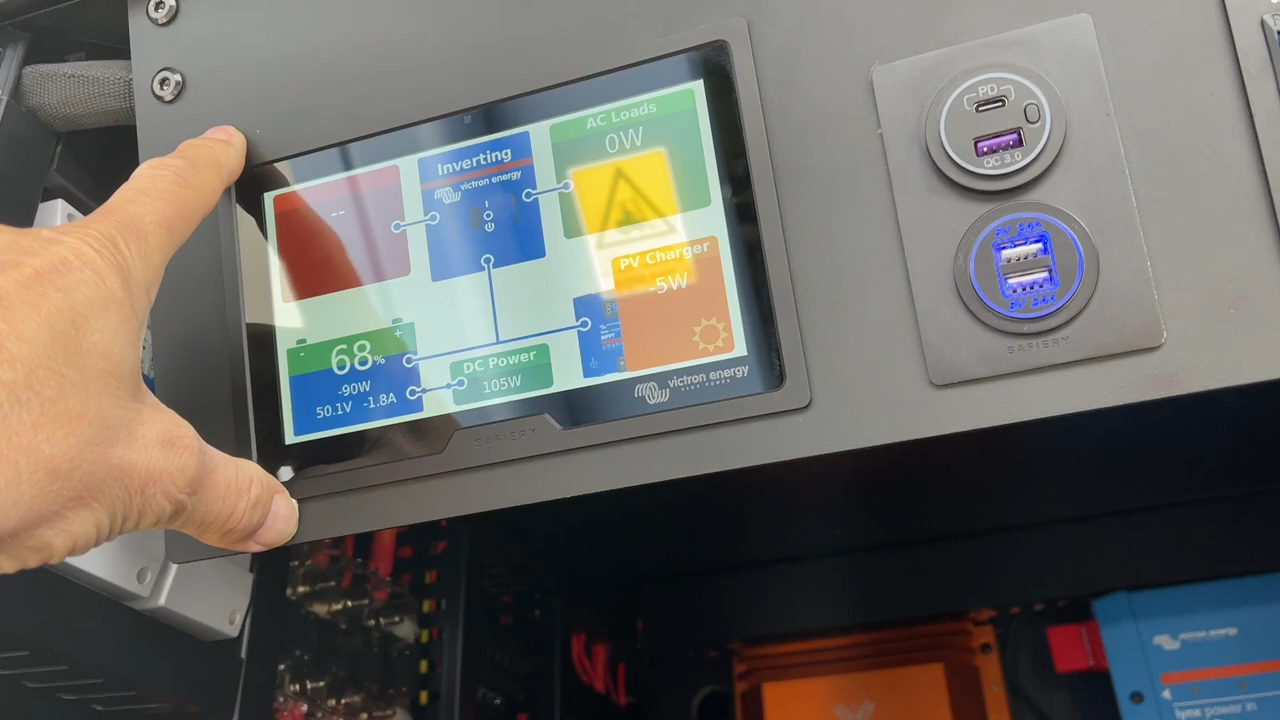 --
Inverting
victron energy
AC Loads
0W
PV Charger
-5W
68%
-90W
50.1V -1.8A
DC Power
105W
victron energy
BLUE POWER
SAFIERY
PD
QC 3.0
SAFIERY